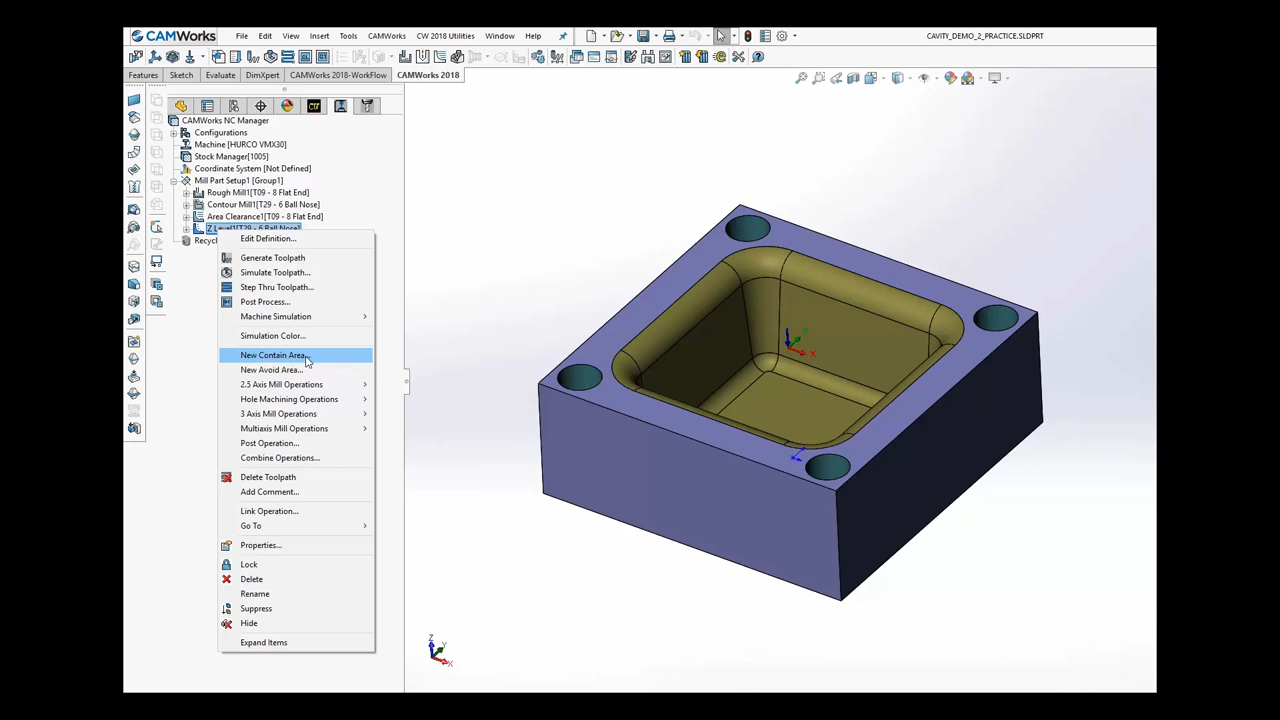 CAMWorks
File Edit View Insert Tools CAMWorks CW 2018 Utilities Window Help
CAVITY_DEMO_2_PRACTICE.SLDPRT
Features Sketch Evaluate DimXpert CAMWorks 2018-WorkFlow CAMWorks 2018
CAMWorks NC Manager
Configurations
Machine [HURCO VMX30]
Stock Manager[1005]
Coordinate System [Not Defined]
Mill Part Setup1 [Group1]
Rough Mill1[T09 - 8 Flat End]
Contour Mill1[T29 - 6 Ball Nose]
Area Clearance1[T09 - 8 Flat End]
Z Level1[T29 - 6 Ball Nose]
Recycl
Edit Definition...
Generate Toolpath
Simulate Toolpath...
Step Thru Toolpath...
Post Process...
Machine Simulation
Simulation Color...
New Contain Area...
New Avoid Area...
2.5 Axis Mill Operations
Hole Machining Operations
3 Axis Mill Operations
Multiaxis Mill Operations
Post Operation...
Combine Operations...
Delete Toolpath
Add Comment...
Link Operation...
Go To
Properties...
Lock
Delete
Rename
Suppress
Hide
Expand Items
X
Z
Y
X